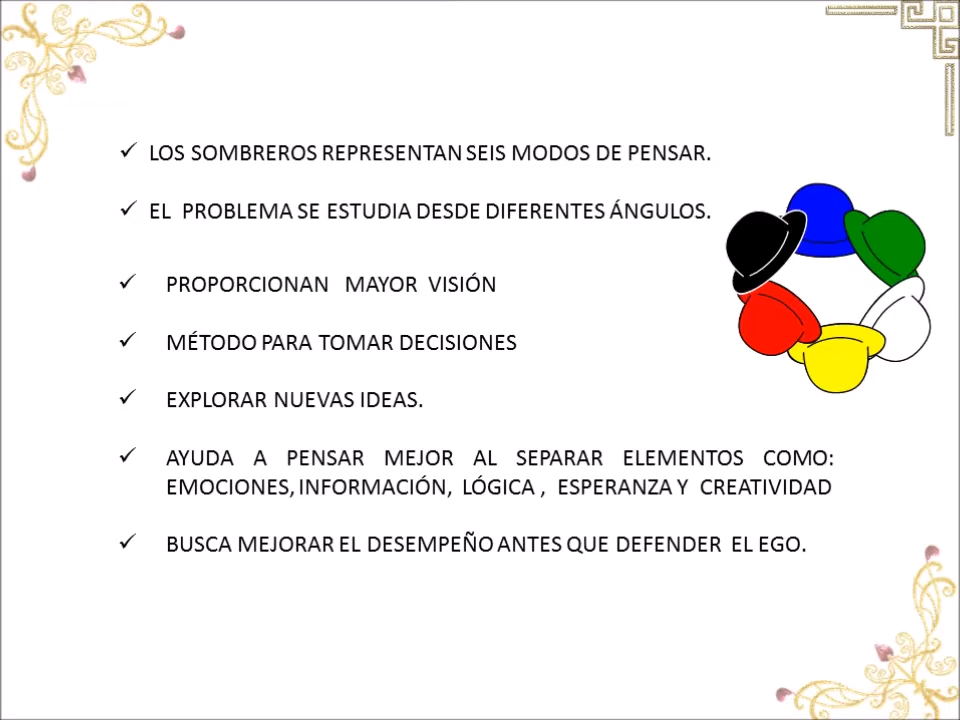 ✓ LOS SOMBREROS REPRESENTAN SEIS MODOS DE PENSAR.
✓ EL PROBLEMA SE ESTUDIA DESDE DIFERENTES ÁNGULOS.
✓ PROPORCIONAN MAYOR VISIÓN
✓ MÉTODO PARA TOMAR DECISIONES
✓ EXPLORAR NUEVAS IDEAS.
✓ AYUDA A PENSAR MEJOR AL SEPARAR ELEMENTOS COMO:
EMOCIONES, INFORMACIÓN, LÓGICA , ESPERANZA Y CREATIVIDAD
✓ BUSCA MEJORAR EL DESEMPEÑO ANTES QUE DEFENDER EL EGO.